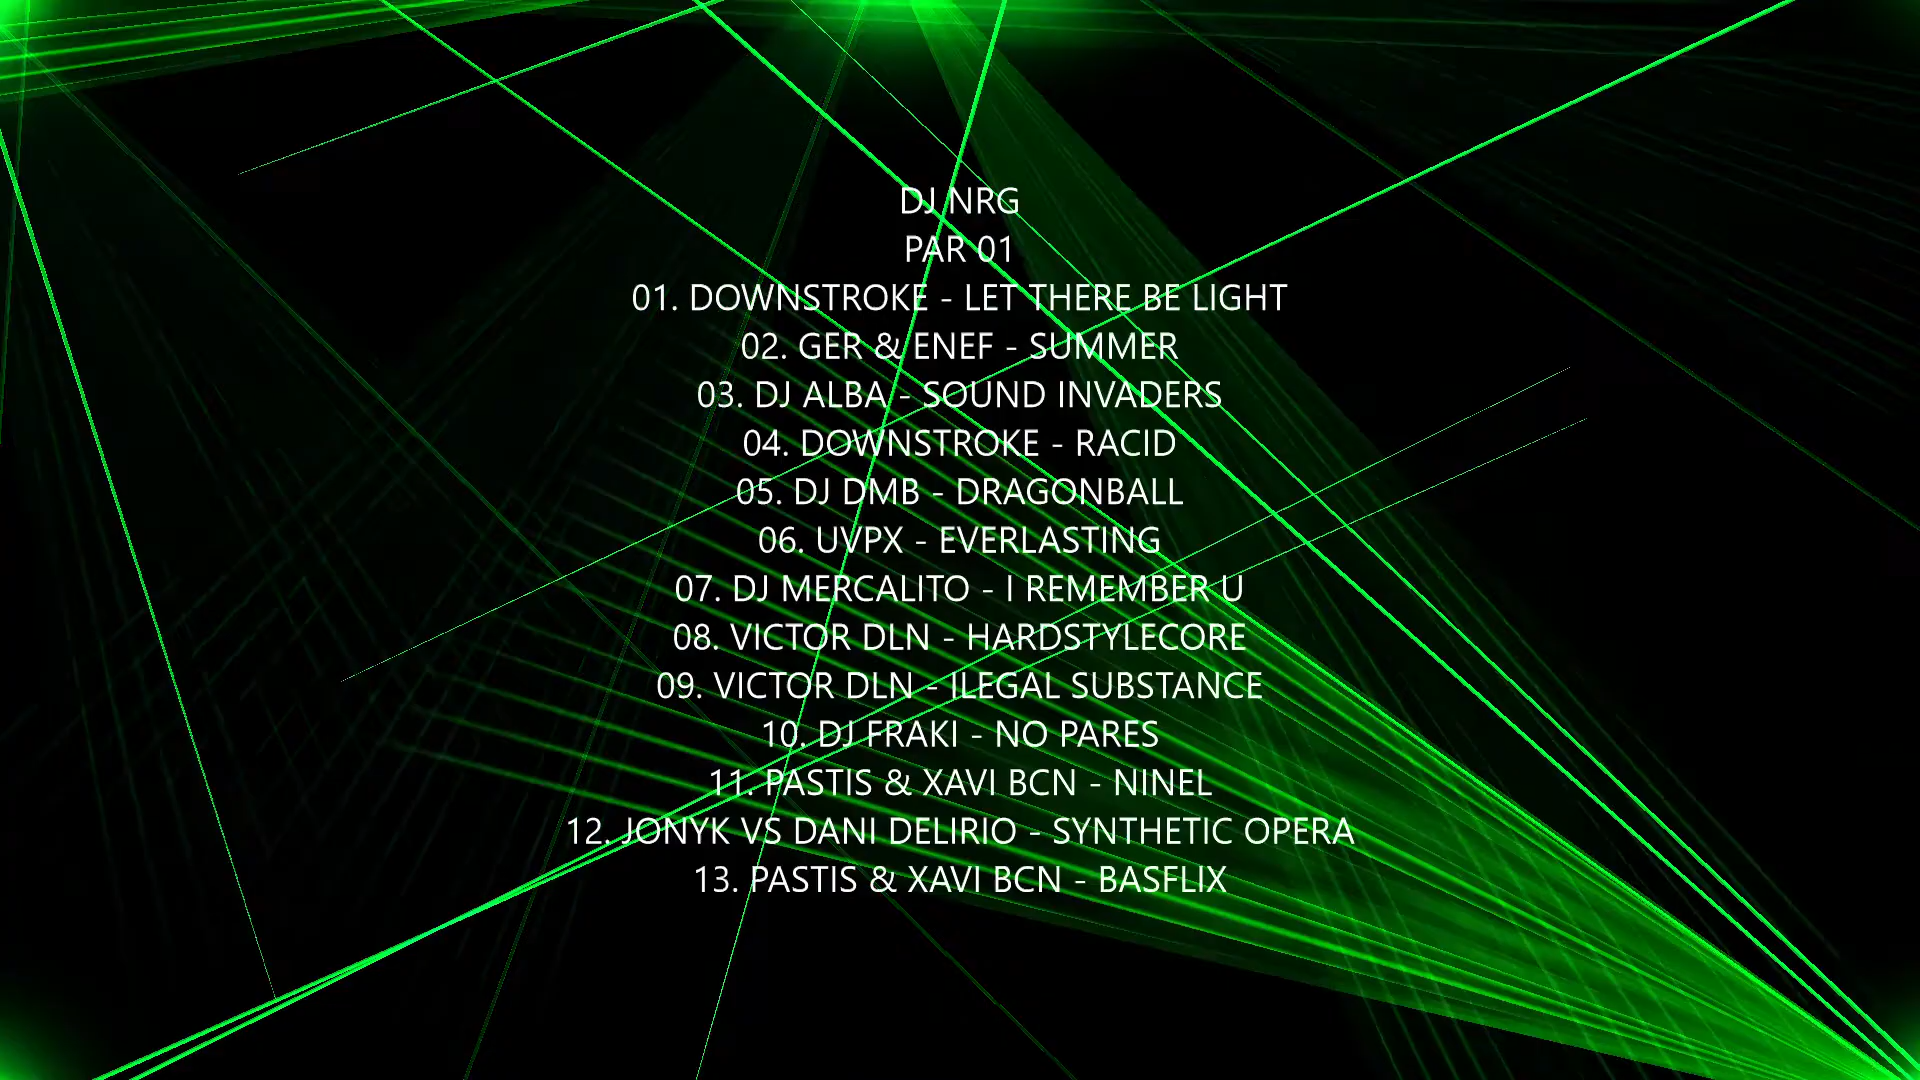 DJ NRG
PAR 01
01. DOWNSTROKE - LET THERE BE LIGHT
02. GER & ENEF - SUMMER
03. DJ ALBA - SOUND INVADERS
04. DOWNSTROKE - RACID
05. DJ DMB - DRAGONBALL
06. UVPX - EVERLASTING
07. DJ MERCALITO - I REMEMBER U
08. VICTOR DLN - HARDSTYLECORE
09. VICTOR DLN - ILEGAL SUBSTANCE
10. DJ FRAKI - NO PARES
11. PASTIS & XAVI BCN - NINEL
12. JONYK VS DANI DELIRIO - SYNTHETIC OPERA
13. PASTIS & XAVI BCN - BASFLIX